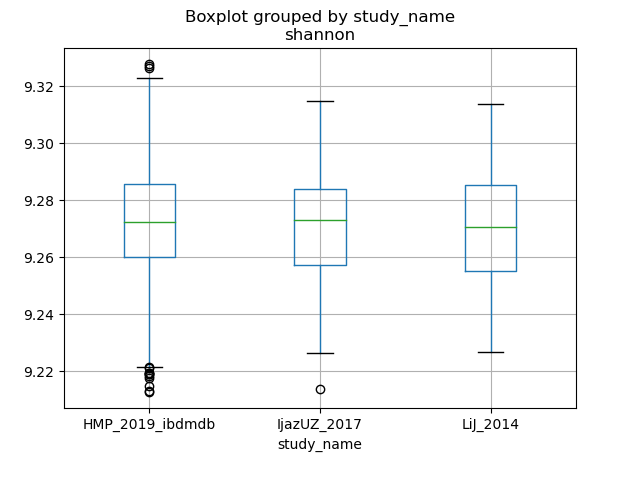 Boxplot grouped by study_name
shannon
9.32
9.30
9.28
9.26
9.24
9.22
HMP_2019_ibdmdb
IjazUZ_2017
LiJ_2014
study_name